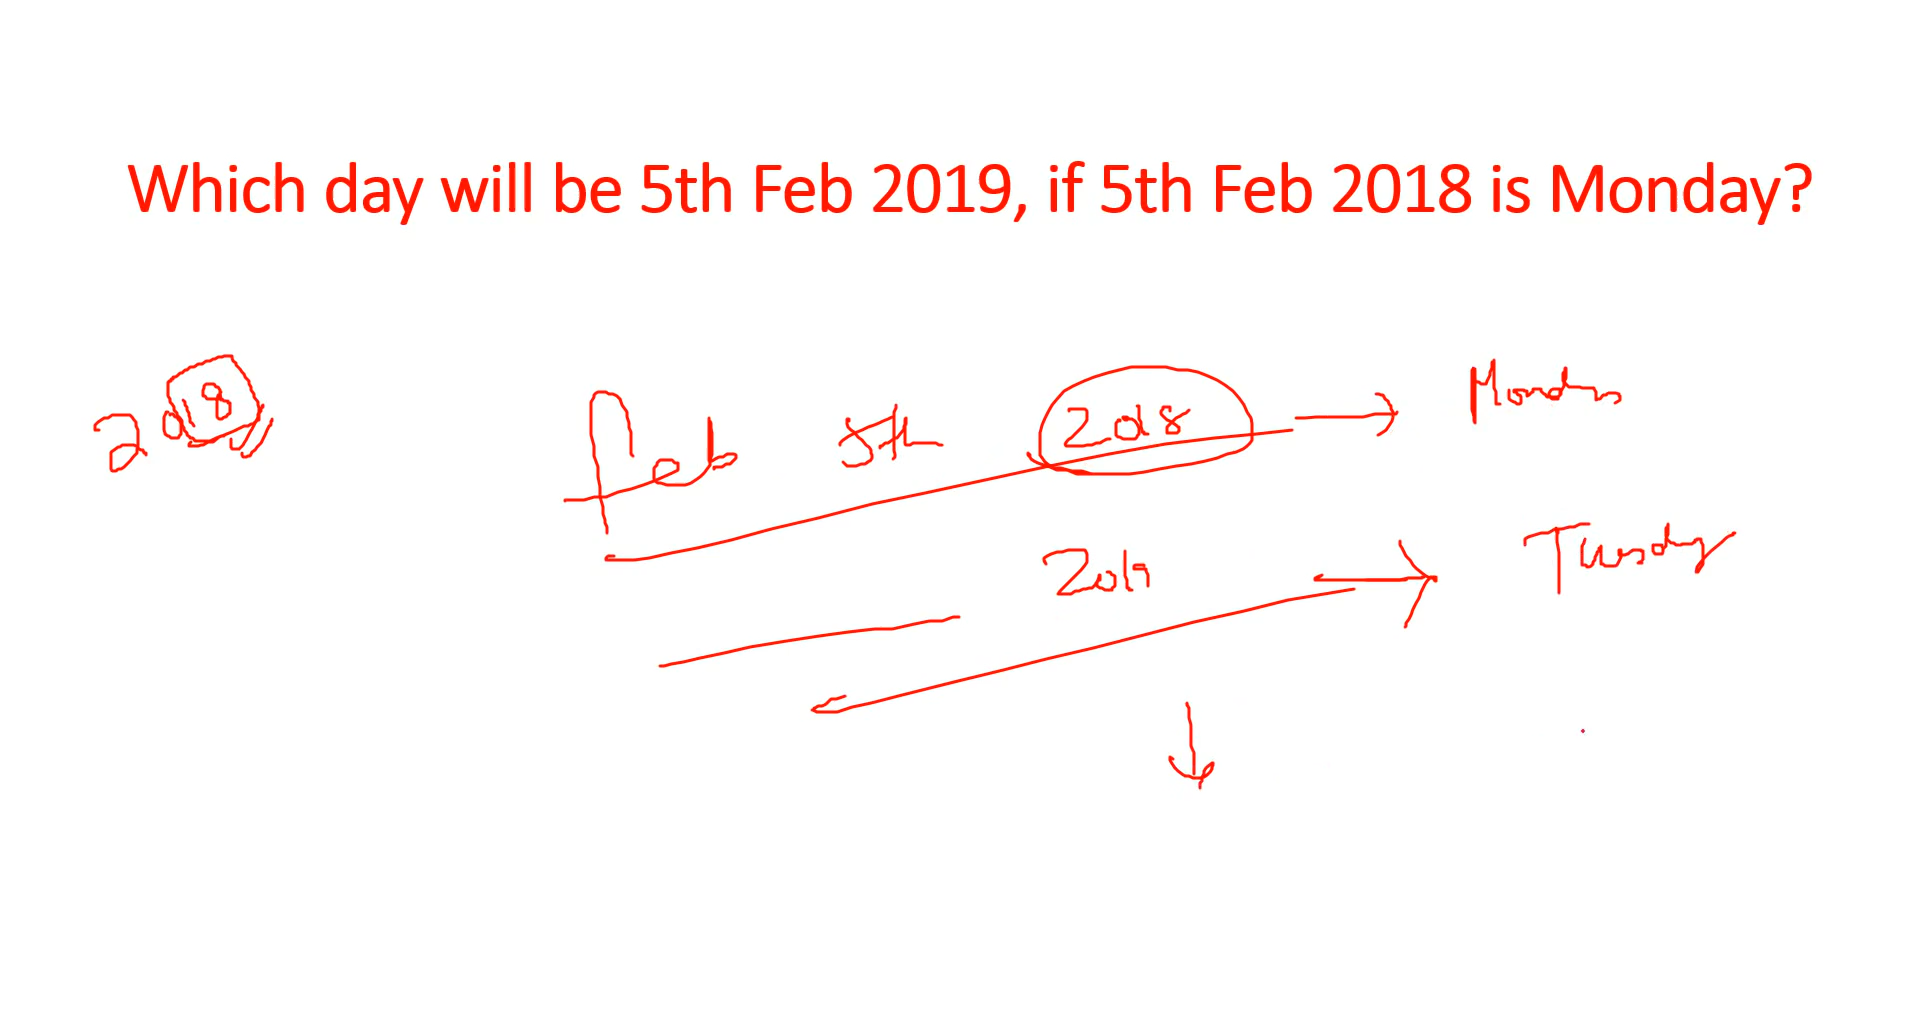 Which day will be 5th Feb 2019, if 5th Feb 2018 is Monday?
2018
Feb 5th 2018 → Monday
2019 → Tuesday